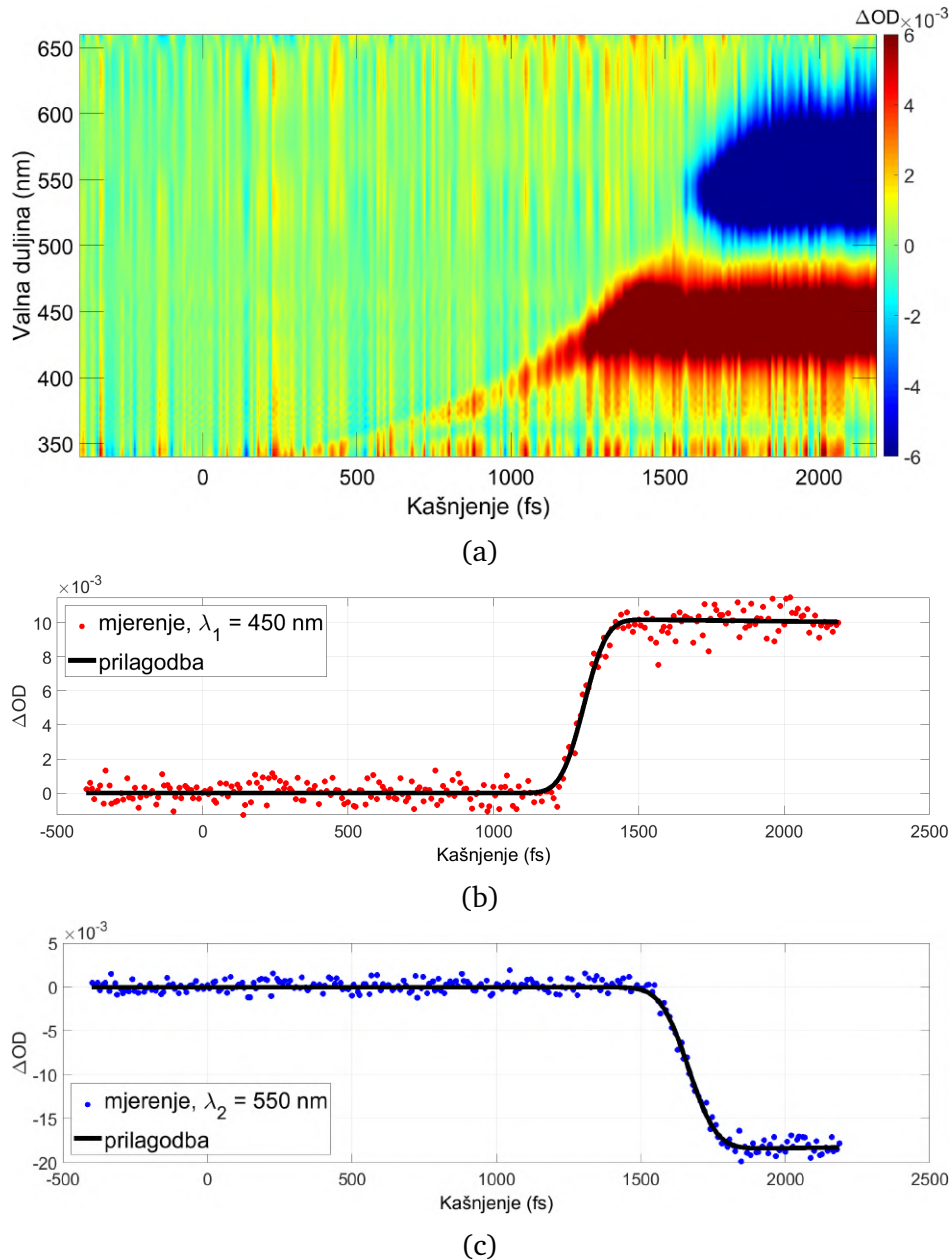 ΔOD ×10⁻³
650
600
550
500
450
400
350
Valna duljina (nm)
0 500 1000 1500 2000
Kašnjenje (fs)
6
4
2
0
-2
-4
-6
(a)
×10⁻³
mjerenje, λ₁ = 450 nm
prilagodba
10
8
6
4
2
0
ΔOD
-500 0 500 1000 1500 2000 2500
Kašnjenje (fs)
(b)
×10⁻³
5
0
-5
-10
-15
-20
ΔOD
mjerenje, λ₂ = 550 nm
prilagodba
-500 0 500 1000 1500 2000 2500
Kašnjenje (fs)
(c)